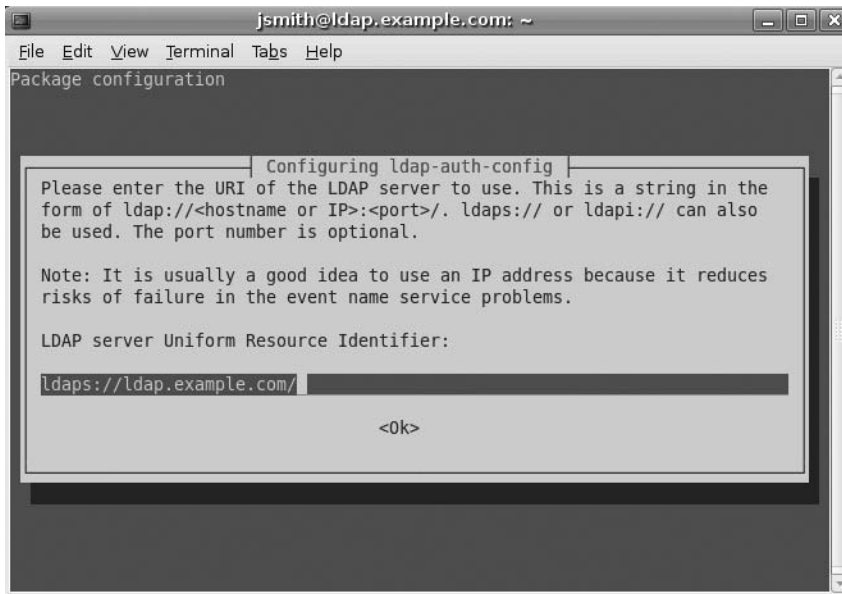 jsmith@ldap.example.com: ~
File Edit View Terminal Tabs Help
Package configuration
Configuring ldap-auth-config
Please enter the URI of the LDAP server to use. This is a string in the
form of ldap://<hostname or IP>:<port>/. ldaps:// or ldapi:// can also
be used. The port number is optional.
Note: It is usually a good idea to use an IP address because it reduces
risks of failure in the event name service problems.
LDAP server Uniform Resource Identifier:
ldaps://ldap.example.com/
<Ok>